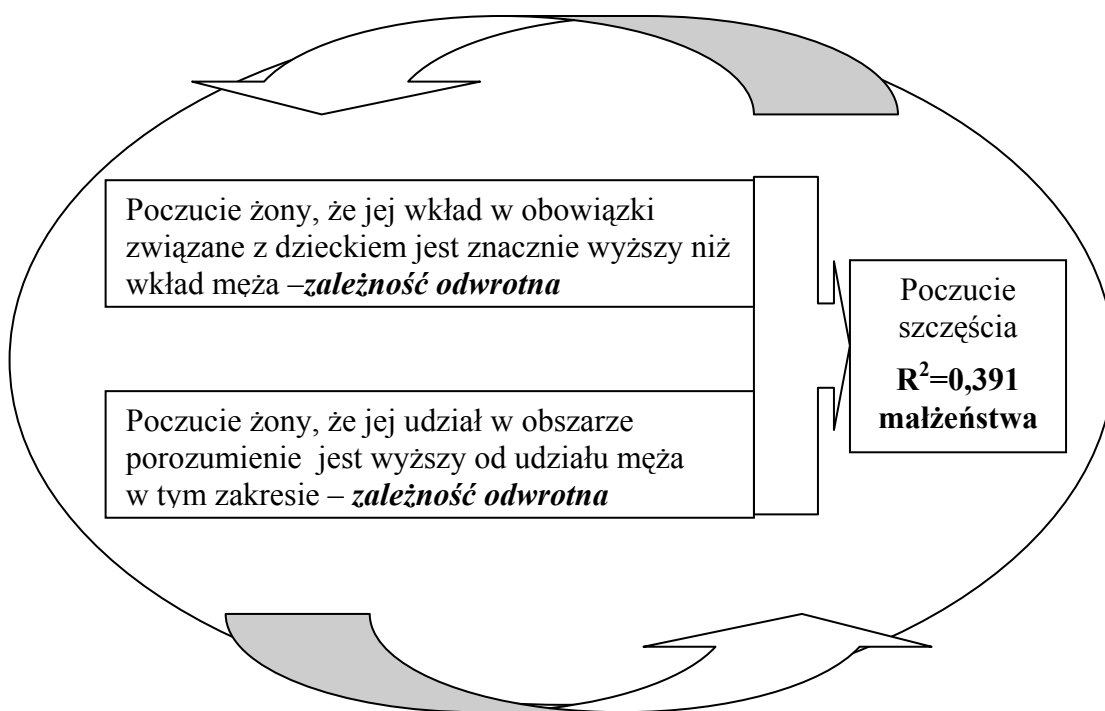 Poczucie żony, że jej wkład w obowiązki
związane z dzieckiem jest znacznie wyższy niż
wkład męża –zależność odwrotna
Poczucie żony, że jej udział w obszarze
porozumienie  jest wyższy od udziału męża
w tym zakresie – zależność odwrotna
Poczucie
szczęścia
R²=0,391
małżeństwa